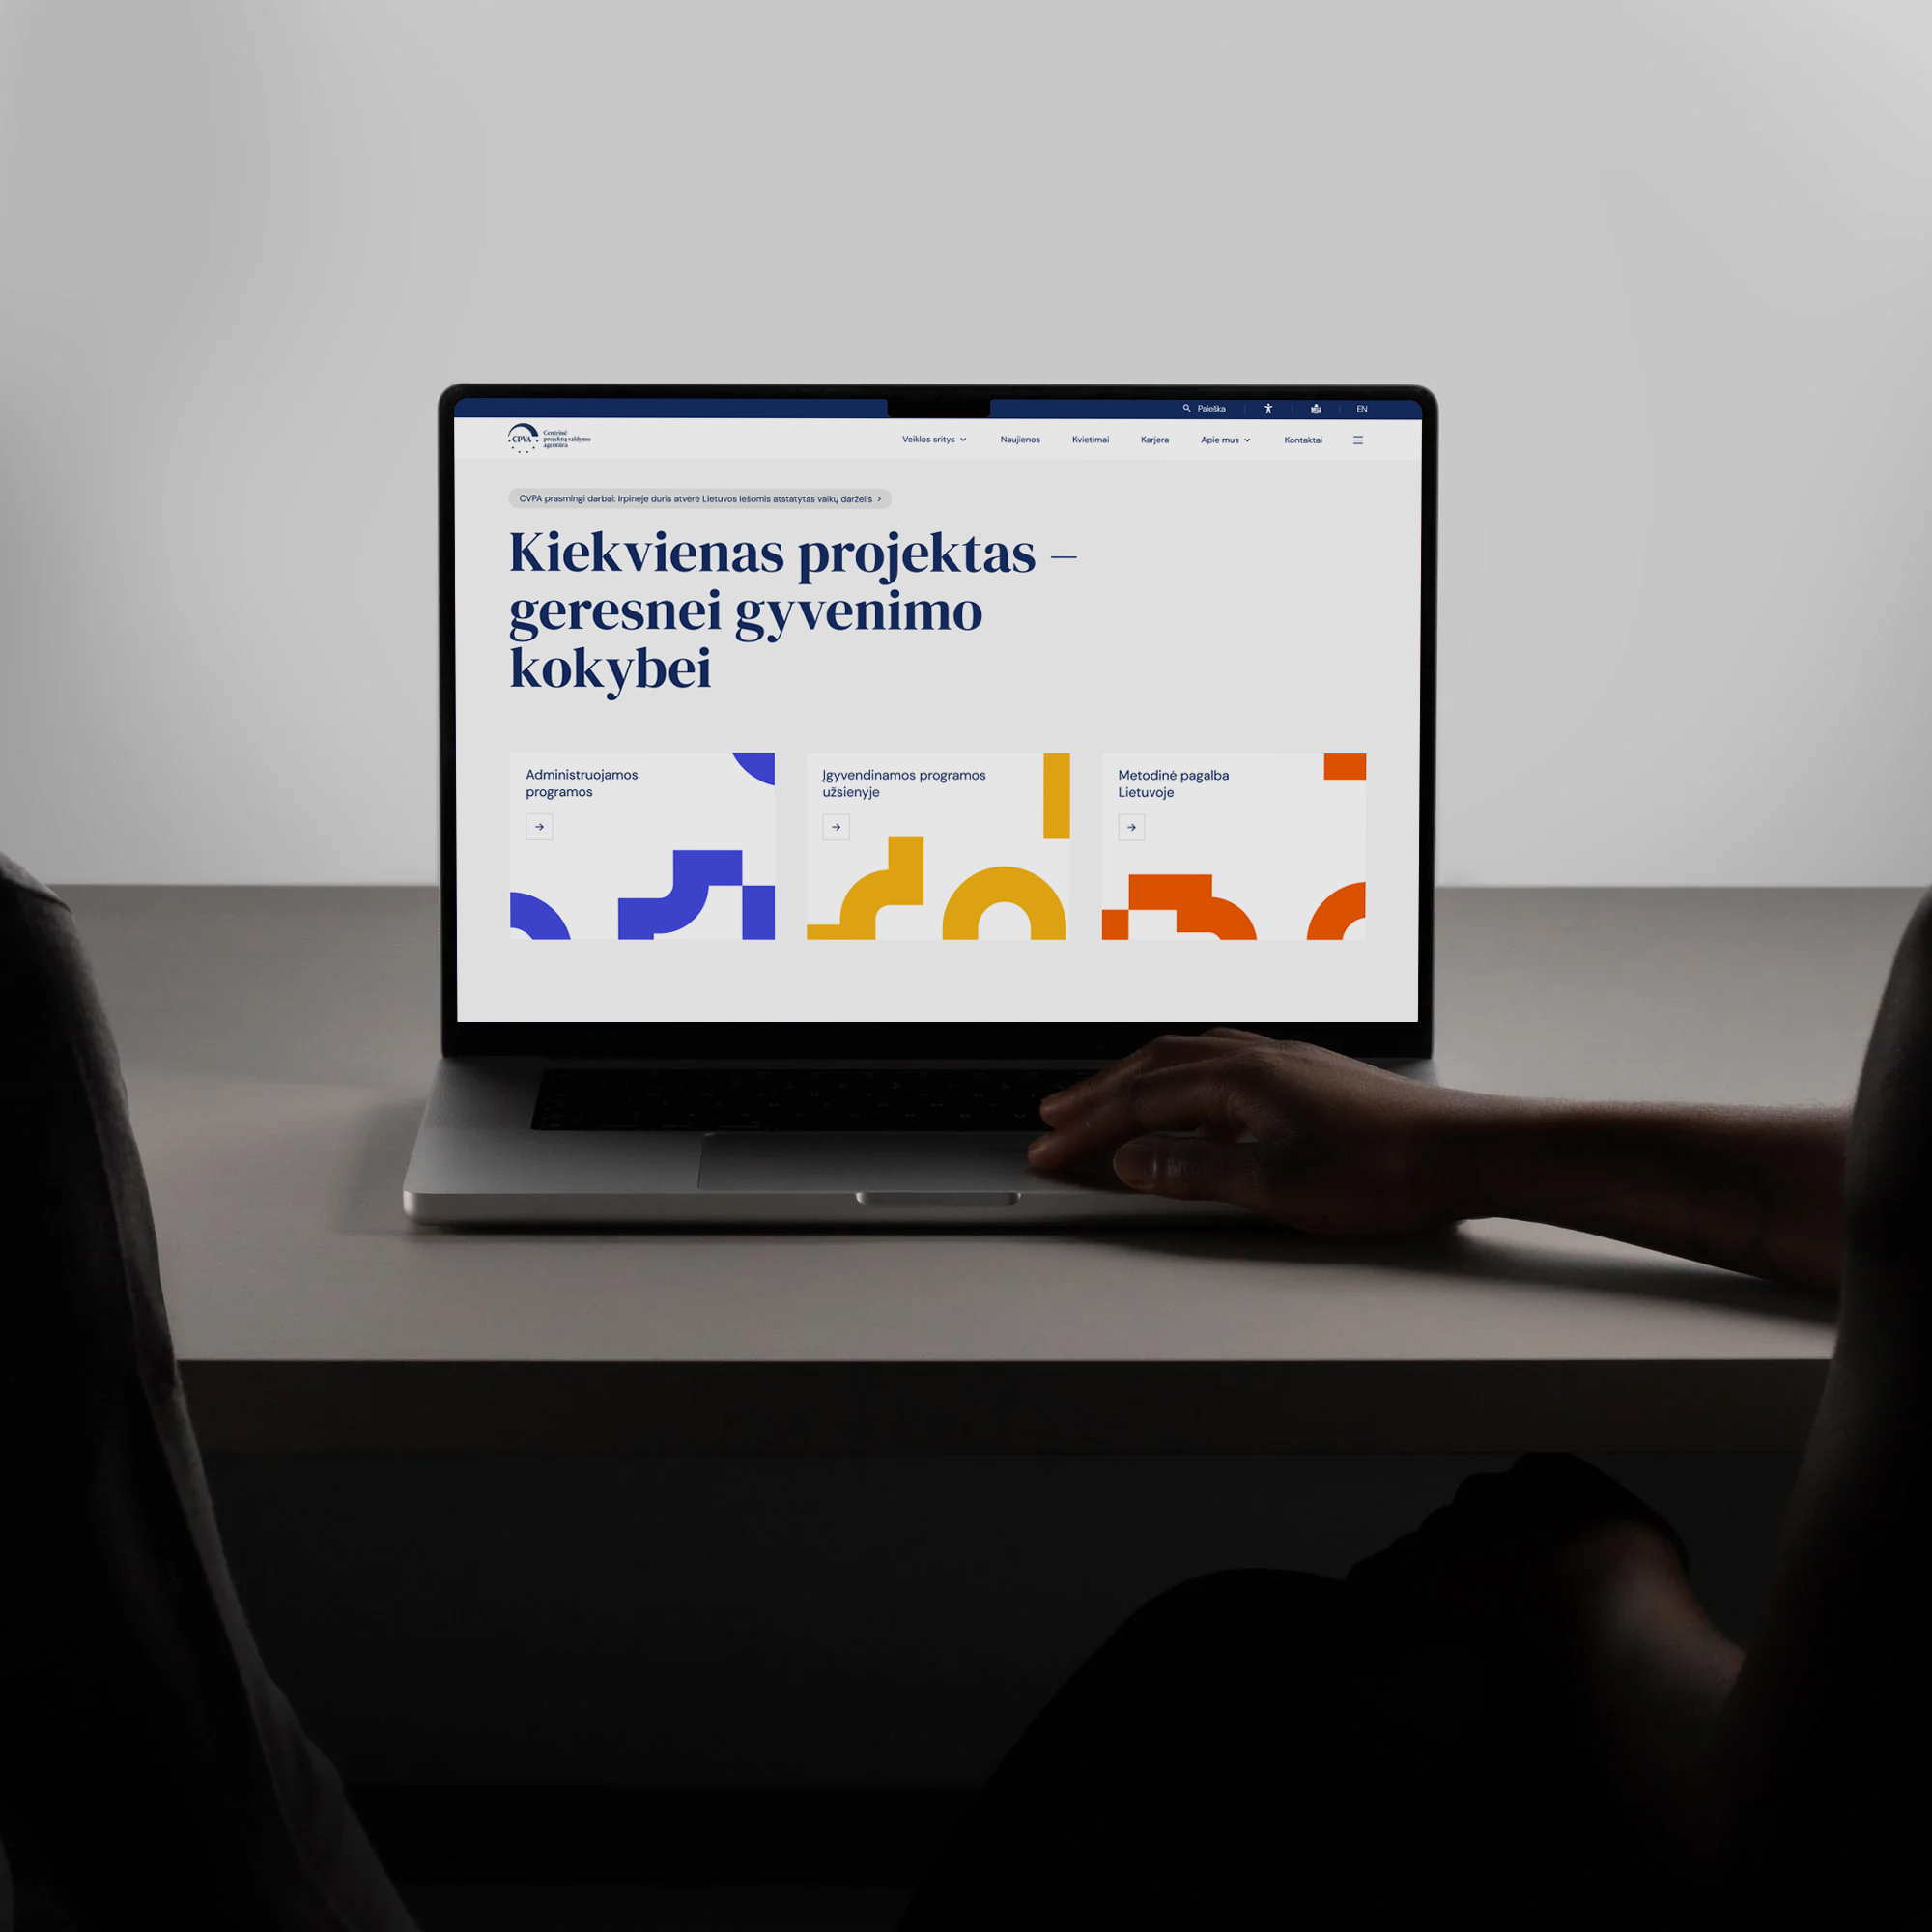 Paieška
EN
CPVA
Centrinė
projektų valdymo
agentūra
Veiklos sritys
Naujienos
Kvietimai
Karjera
Apie mus
Kontaktai
CVPA prasmingi darbai: Irpinėje duris atvėrė Lietuvos lėšomis atstatytas vaikų darželis
Kiekvienas projektas –
geresnei gyvenimo
kokybei
Administruojamos
programos
Įgyvendinamos programos
užsienyje
Metodinė pagalba
Lietuvoje